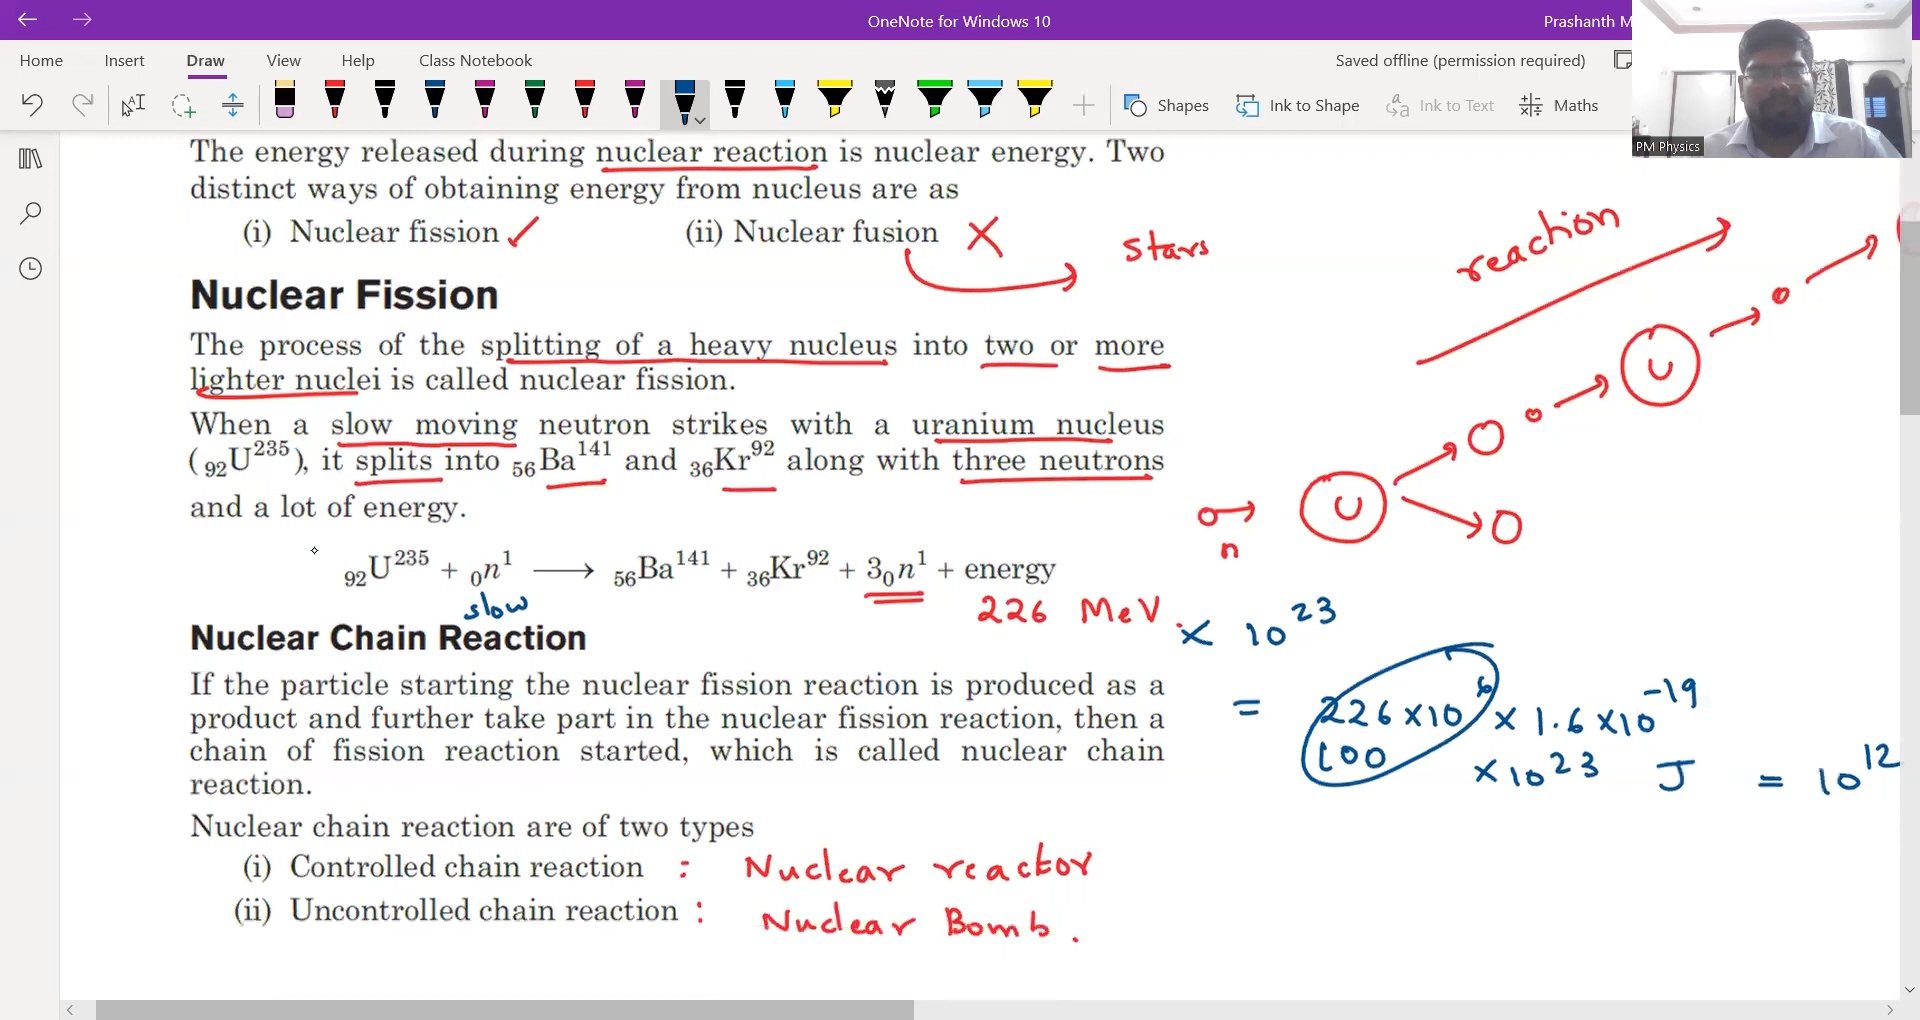 OneNote for Windows 10
Prashanth M
Home Insert Draw View Help Class Notebook
Saved offline (permission required)
Shapes Ink to Shape Ink to Text Maths
PM Physics
The energy released during nuclear reaction is nuclear energy. Two
distinct ways of obtaining energy from nucleus are as
(i) Nuclear fission ✓ (ii) Nuclear fusion X
stars
reaction
Nuclear Fission
The process of the splitting of a heavy nucleus into two or more
lighter nuclei is called nuclear fission.
When a slow moving neutron strikes with a uranium nucleus
(₉₂U²³⁵), it splits into ₅₆Ba¹⁴¹ and ₃₆Kr⁹² along with three neutrons
and a lot of energy.
U
U
n
₉₂U²³⁵ + ₀n¹ ⟶ ₅₆Ba¹⁴¹ + ₃₆Kr⁹² + 3₀n¹ + energy
slow
226 MeV. × 10²³
Nuclear Chain Reaction
= 226×10⁶ × 1.6×10⁻¹⁹
100 ×10²³ J = 10¹²
If the particle starting the nuclear fission reaction is produced as a
product and further take part in the nuclear fission reaction, then a
chain of fission reaction started, which is called nuclear chain
reaction.
Nuclear chain reaction are of two types
(i) Controlled chain reaction : Nuclear reactor
(ii) Uncontrolled chain reaction : Nuclear Bomb.